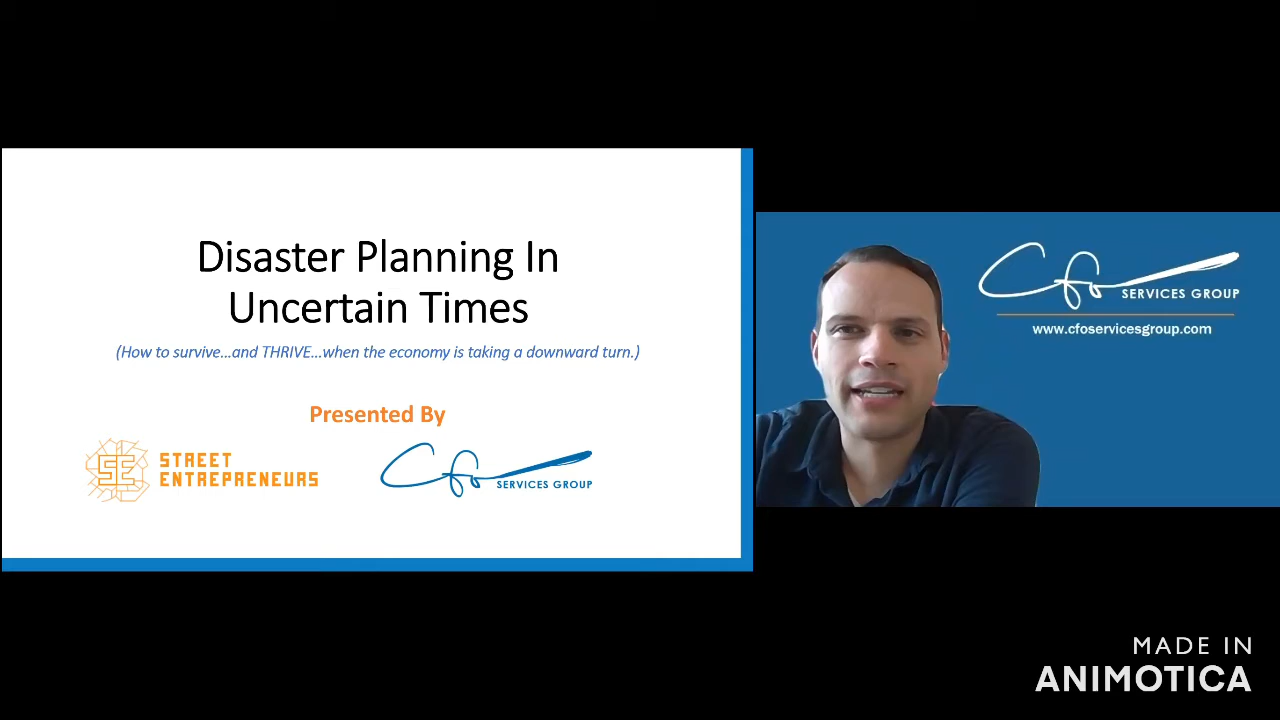 Disaster Planning In
Uncertain Times
(How to survive...and THRIVE...when the economy is taking a downward turn.)
Presented By
SE
STREET
ENTREPRENEURS
Cfo
SERVICES GROUP
Cfo
SERVICES GROUP
www.cfoservicesgroup.com
MADE IN
ANIMOTICA